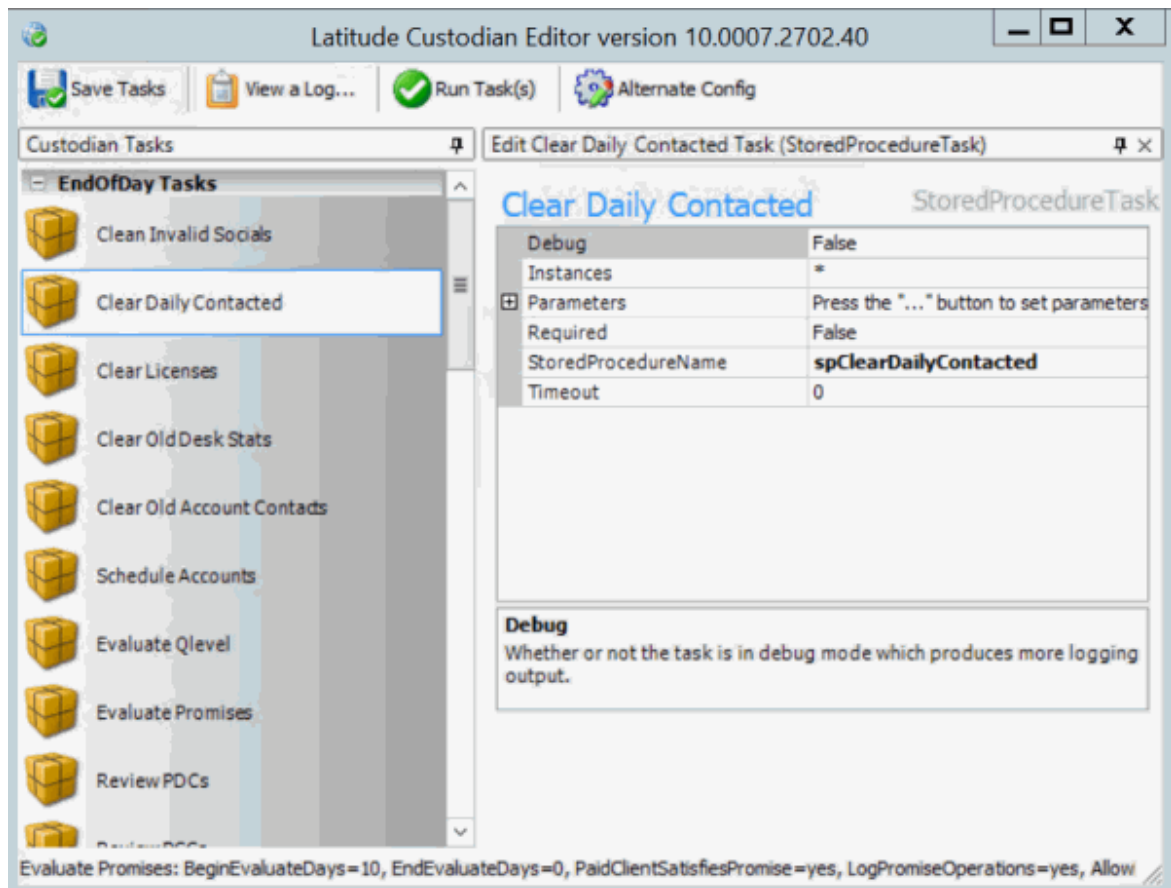 Latitude Custodian Editor version 10.0007.2702.40
Save Tasks View a Log... Run Task(s) Alternate Config
Custodian Tasks
EndOfDay Tasks
Clean Invalid Socials
Clear Daily Contacted
Clear Licenses
Clear Old Desk Stats
Clear Old Account Contacts
Schedule Accounts
Evaluate Qlevel
Evaluate Promises
Review PDCs
Edit Clear Daily Contacted Task (StoredProcedureTask)
Clear Daily Contacted StoredProcedureTask
Debug False
Instances *
Parameters Press the "..." button to set parameters
Required False
StoredProcedureName spClearDailyContacted
Timeout 0
Debug
Whether or not the task is in debug mode which produces more logging
output.
Evaluate Promises: BeginEvaluateDays=10, EndEvaluateDays=0, PaidClientSatisfiesPromise=yes, LogPromiseOperations=yes, Allow